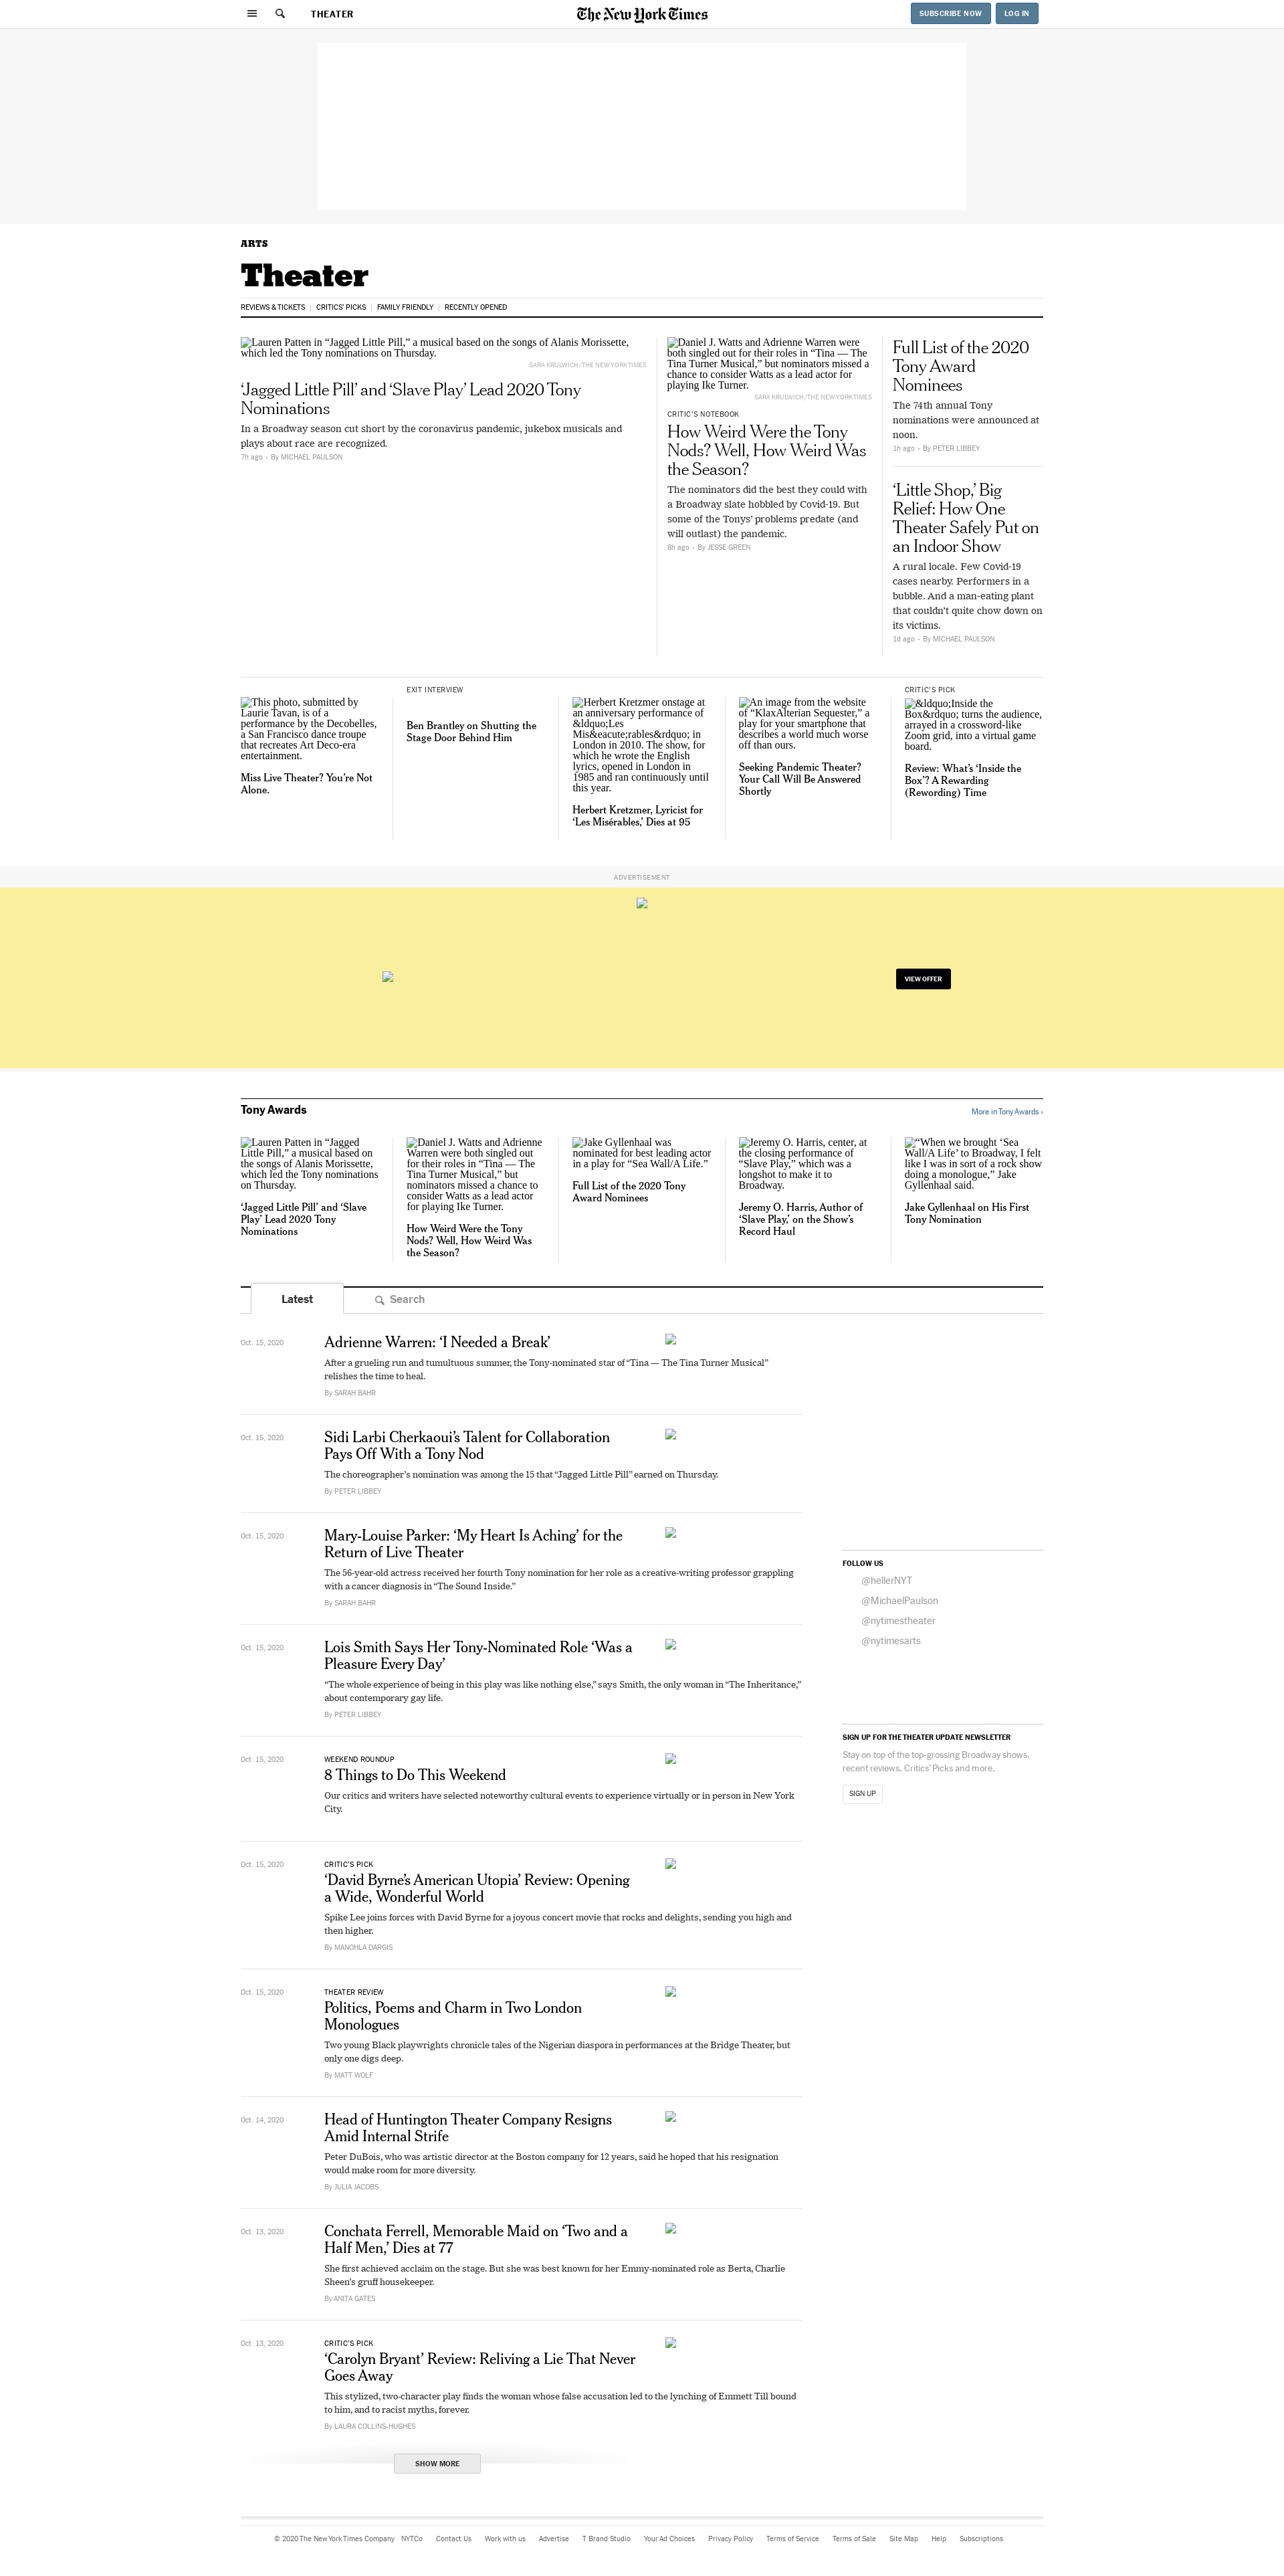 THEATER
The New York Times
SUBSCRIBE NOW
LOG IN
ARTS
Theater
REVIEWS & TICKETS
CRITICS' PICKS
FAMILY FRIENDLY
RECENTLY OPENED
Lauren Patten in “Jagged Little Pill,” a musical based on the songs of Alanis Morissette,
which led the Tony nominations on Thursday.
SARA KRULWICH/THE NEW YORK TIMES
‘Jagged Little Pill’ and ‘Slave Play’ Lead 2020 Tony
Nominations
In a Broadway season cut short by the coronavirus pandemic, jukebox musicals and
plays about race are recognized.
7h ago • By MICHAEL PAULSON
Daniel J. Watts and Adrienne Warren were
both singled out for their roles in “Tina — The
Tina Turner Musical,” but nominators missed a
chance to consider Watts as a lead actor for
playing Ike Turner.
SARA KRULWICH/THE NEW YORK TIMES
CRITIC’S NOTEBOOK
How Weird Were the Tony
Nods? Well, How Weird Was
the Season?
The nominators did the best they could with
a Broadway slate hobbled by Covid-19. But
some of the Tonys’ problems predate (and
will outlast) the pandemic.
8h ago • By JESSE GREEN
Full List of the 2020
Tony Award
Nominees
The 74th annual Tony
nominations were announced at
noon.
1h ago • By PETER LIBBEY
‘Little Shop,’ Big
Relief: How One
Theater Safely Put on
an Indoor Show
A rural locale. Few Covid-19
cases nearby. Performers in a
bubble. And a man-eating plant
that couldn’t quite chow down on
its victims.
1d ago • By MICHAEL PAULSON
This photo, submitted by
Laurie Tavan, is of a
performance by the Decobelles,
a San Francisco dance troupe
that recreates Art Deco-era
entertainment.
Miss Live Theater? You’re Not
Alone.
EXIT INTERVIEW
Ben Brantley on Shutting the
Stage Door Behind Him
Herbert Kretzmer onstage at
an anniversary performance of
&ldquo;Les
Mis&eacute;rables&rdquo; in
London in 2010. The show, for
which he wrote the English
lyrics, opened in London in
1985 and ran continuously until
this year.
Herbert Kretzmer, Lyricist for
‘Les Misérables,’ Dies at 95
An image from the website
of “KlaxAlterian Sequester,” a
play for your smartphone that
describes a world much worse
off than ours.
Seeking Pandemic Theater?
Your Call Will Be Answered
Shortly
CRITIC’S PICK
&ldquo;Inside the
Box&rdquo; turns the audience,
arrayed in a crossword-like
Zoom grid, into a virtual game
board.
Review: What’s ‘Inside the
Box’? A Rewarding
(Rewording) Time
ADVERTISEMENT
VIEW OFFER
Tony Awards
More in Tony Awards ›
Lauren Patten in “Jagged
Little Pill,” a musical based on
the songs of Alanis Morissette,
which led the Tony nominations
on Thursday.
‘Jagged Little Pill’ and ‘Slave
Play’ Lead 2020 Tony
Nominations
Daniel J. Watts and Adrienne
Warren were both singled out
for their roles in “Tina — The
Tina Turner Musical,” but
nominators missed a chance to
consider Watts as a lead actor
for playing Ike Turner.
How Weird Were the Tony
Nods? Well, How Weird Was
the Season?
Jake Gyllenhaal was
nominated for best leading actor
in a play for “Sea Wall/A Life.”
Full List of the 2020 Tony
Award Nominees
Jeremy O. Harris, center, at
the closing performance of
“Slave Play,” which was a
longshot to make it to
Broadway.
Jeremy O. Harris, Author of
‘Slave Play,’ on the Show’s
Record Haul
“When we brought ‘Sea
Wall/A Life’ to Broadway, I felt
like I was in sort of a rock show
doing a monologue,” Jake
Gyllenhaal said.
Jake Gyllenhaal on His First
Tony Nomination
Latest
Search
Oct. 15, 2020
Adrienne Warren: ‘I Needed a Break’
After a grueling run and tumultuous summer, the Tony-nominated star of “Tina — The Tina Turner Musical”
relishes the time to heal.
By SARAH BAHR
Oct. 15, 2020
Sidi Larbi Cherkaoui’s Talent for Collaboration
Pays Off With a Tony Nod
The choreographer’s nomination was among the 15 that “Jagged Little Pill” earned on Thursday.
By PETER LIBBEY
Oct. 15, 2020
Mary-Louise Parker: ‘My Heart Is Aching’ for the
Return of Live Theater
The 56-year-old actress received her fourth Tony nomination for her role as a creative-writing professor grappling
with a cancer diagnosis in “The Sound Inside.”
By SARAH BAHR
Oct. 15, 2020
Lois Smith Says Her Tony-Nominated Role ‘Was a
Pleasure Every Day’
“The whole experience of being in this play was like nothing else,” says Smith, the only woman in “The Inheritance,”
about contemporary gay life.
By PETER LIBBEY
Oct. 15, 2020
WEEKEND ROUNDUP
8 Things to Do This Weekend
Our critics and writers have selected noteworthy cultural events to experience virtually or in person in New York
City.
Oct. 15, 2020
CRITIC’S PICK
‘David Byrne’s American Utopia’ Review: Opening
a Wide, Wonderful World
Spike Lee joins forces with David Byrne for a joyous concert movie that rocks and delights, sending you high and
then higher.
By MANOHLA DARGIS
Oct. 15, 2020
THEATER REVIEW
Politics, Poems and Charm in Two London
Monologues
Two young Black playwrights chronicle tales of the Nigerian diaspora in performances at the Bridge Theater, but
only one digs deep.
By MATT WOLF
Oct. 14, 2020
Head of Huntington Theater Company Resigns
Amid Internal Strife
Peter DuBois, who was artistic director at the Boston company for 12 years, said he hoped that his resignation
would make room for more diversity.
By JULIA JACOBS
Oct. 13, 2020
Conchata Ferrell, Memorable Maid on ‘Two and a
Half Men,’ Dies at 77
She first achieved acclaim on the stage. But she was best known for her Emmy-nominated role as Berta, Charlie
Sheen’s gruff housekeeper.
By ANITA GATES
Oct. 13, 2020
CRITIC’S PICK
‘Carolyn Bryant’ Review: Reliving a Lie That Never
Goes Away
This stylized, two-character play finds the woman whose false accusation led to the lynching of Emmett Till bound
to him, and to racist myths, forever.
By LAURA COLLINS-HUGHES
SHOW MORE
FOLLOW US
@hellerNYT
@MichaelPaulson
@nytimestheater
@nytimesarts
SIGN UP FOR THE THEATER UPDATE NEWSLETTER
Stay on top of the top-grossing Broadway shows,
recent reviews, Critics’ Picks and more.
SIGN UP
© 2020 The New York Times Company NYTCo Contact Us Work with us Advertise T Brand Studio Your Ad Choices Privacy Policy Terms of Service Terms of Sale Site Map Help Subscriptions